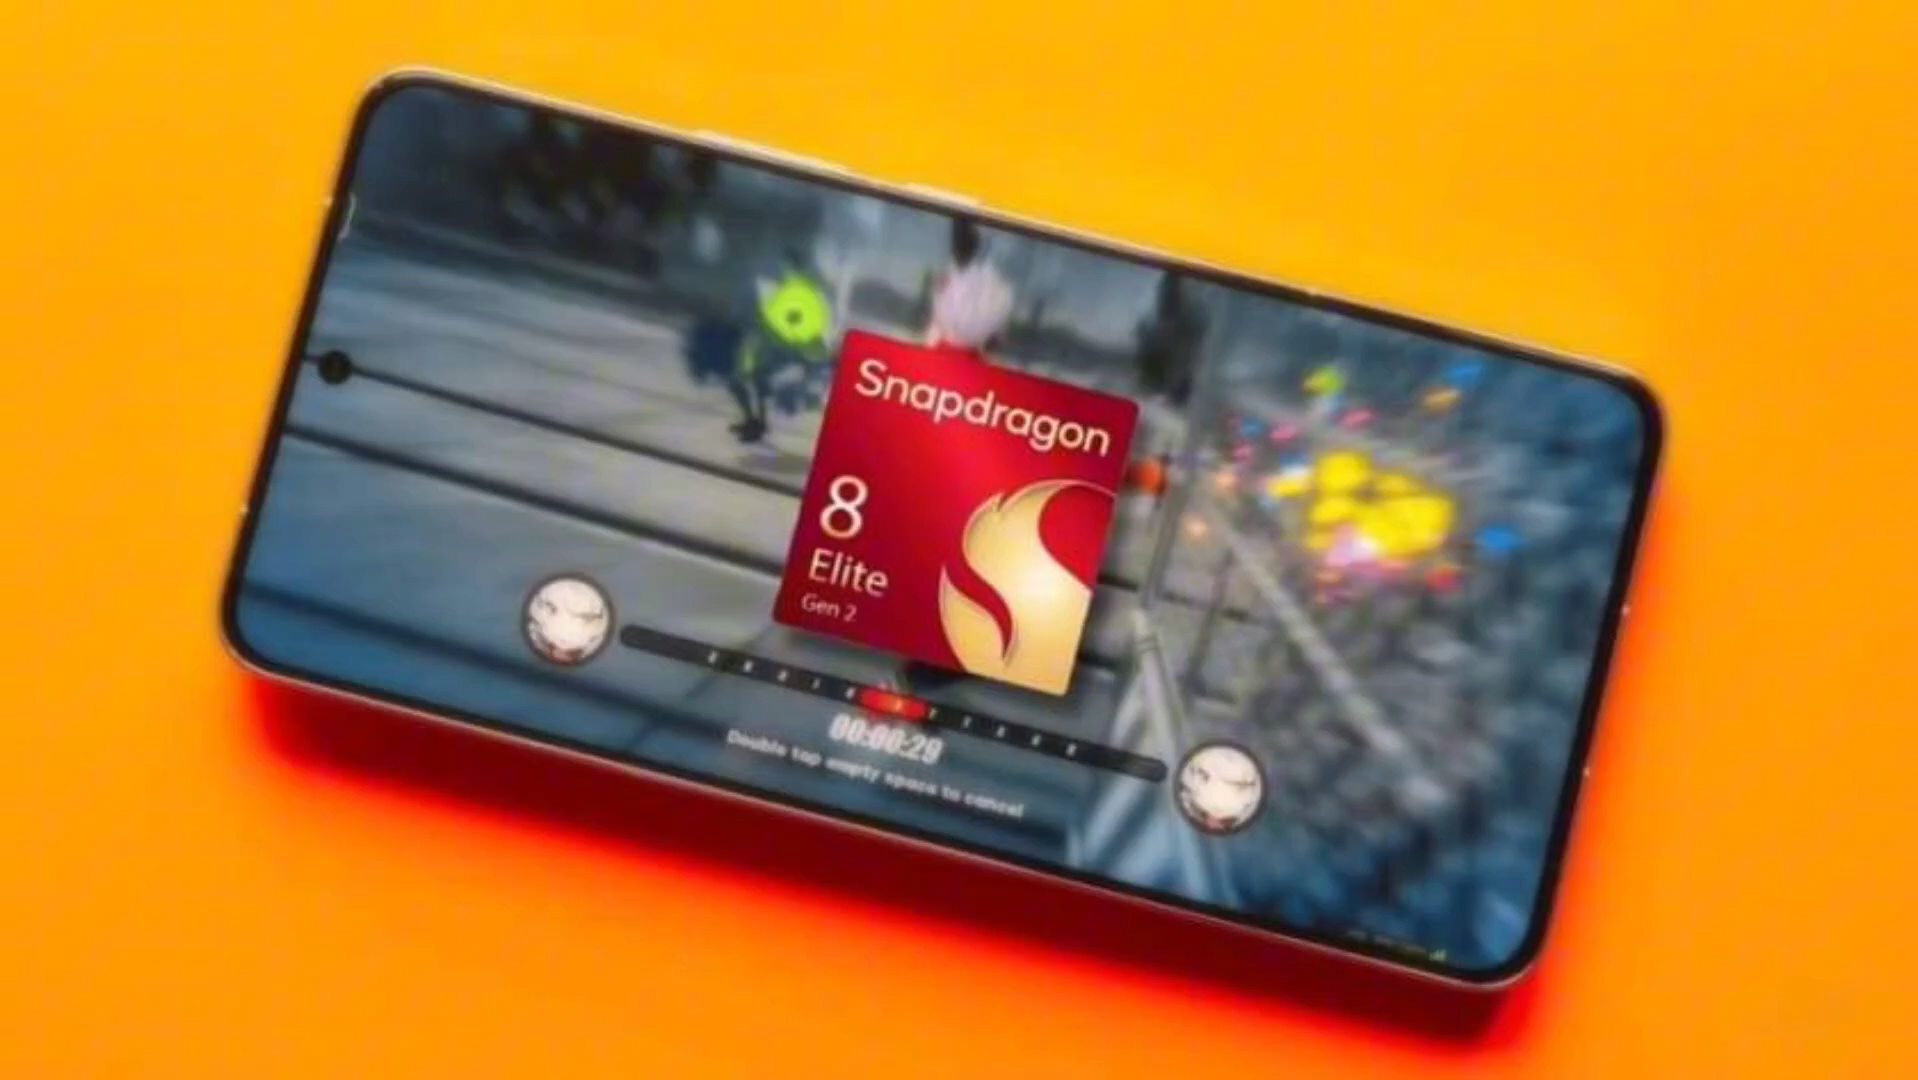 Snapdragon
8
Elite
Gen 2
00:00:29
Double tap empty space to cancel